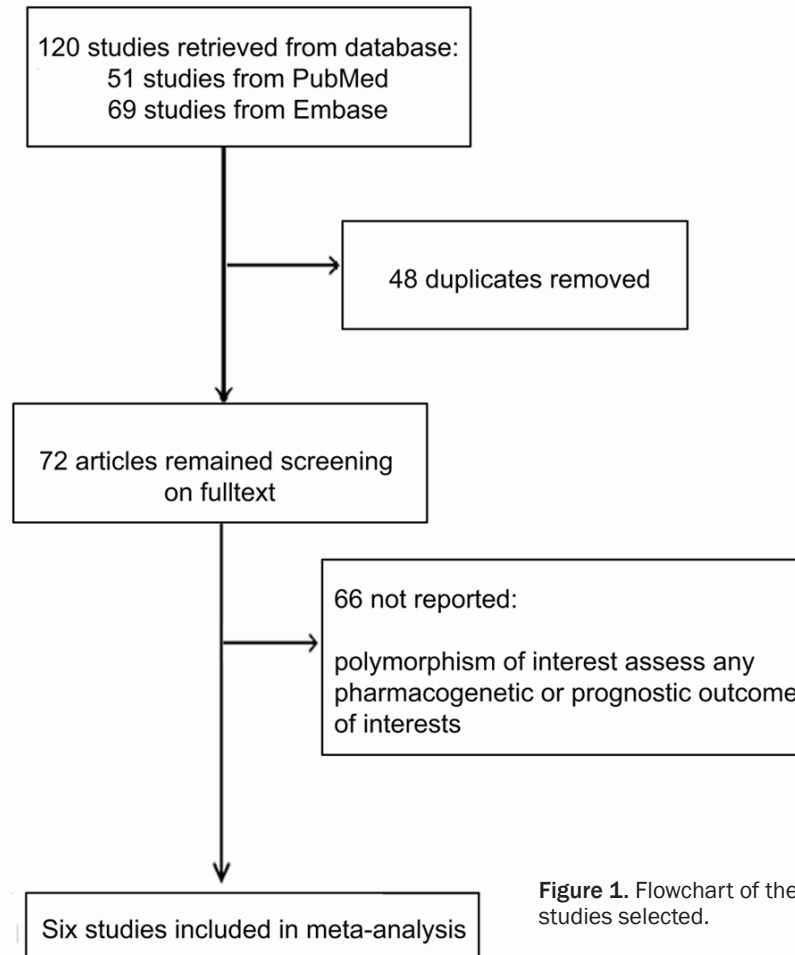 120 studies retrieved from database:
51 studies from PubMed
69 studies from Embase
48 duplicates removed
72 articles remained screening
on fulltext
66 not reported:
polymorphism of interest assess any
pharmacogenetic or prognostic outcome
of interests
Six studies included in meta-analysis
Figure 1. Flowchart of the
studies selected.